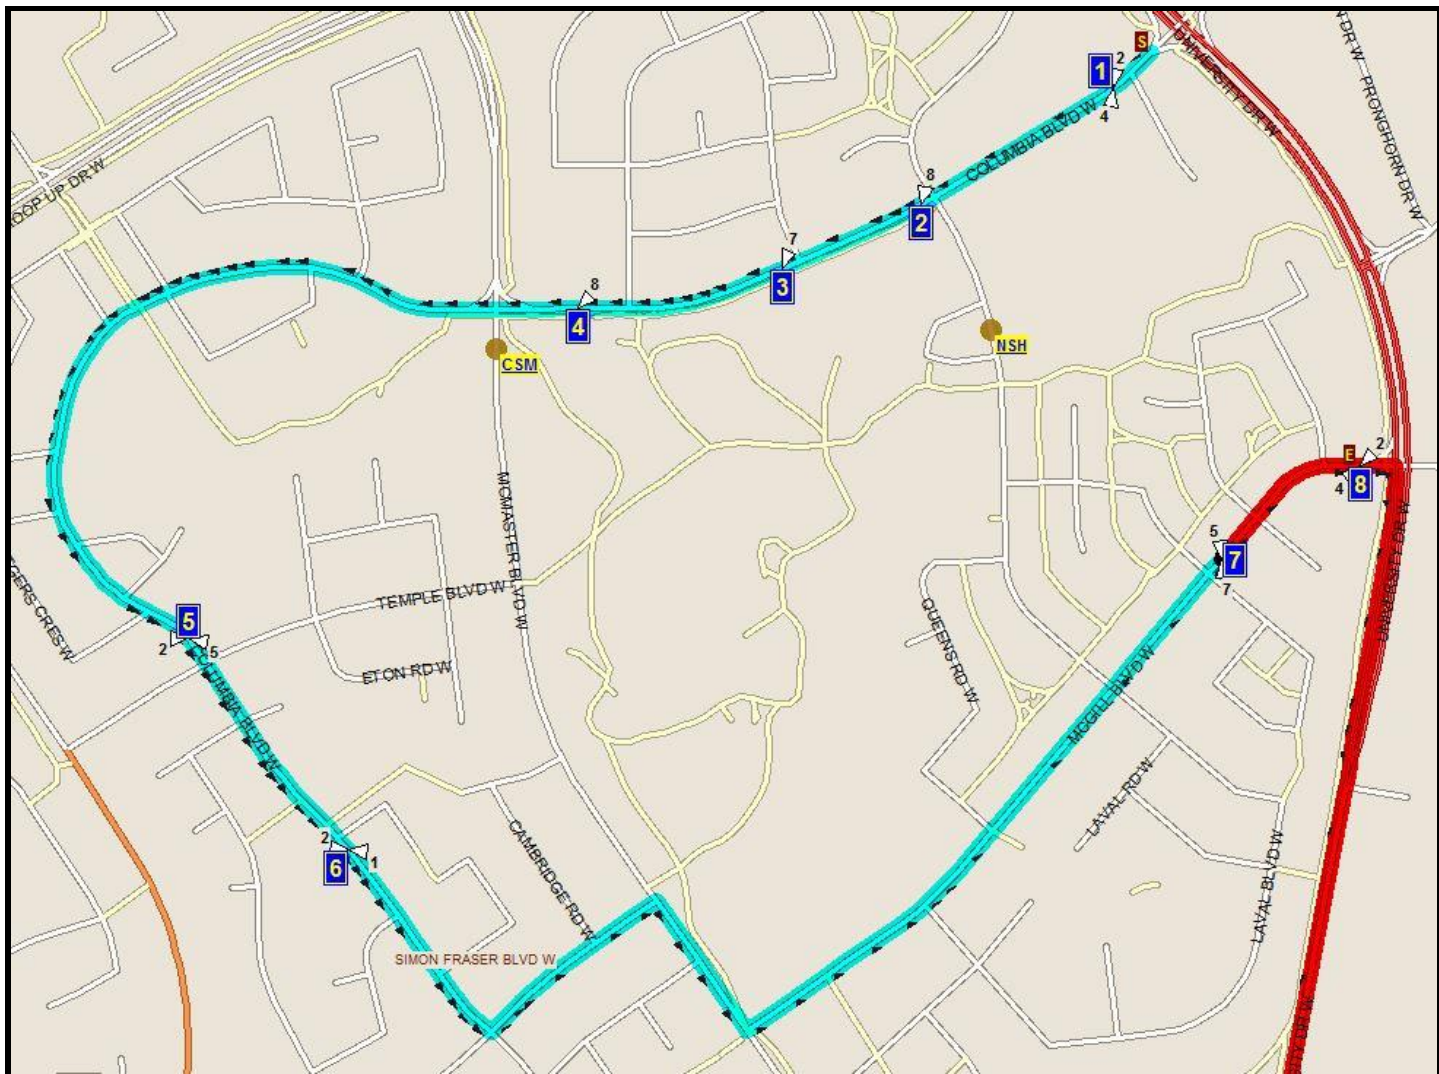 S
UNIVERSITY DR W
DR W
PRONGHORN DR W
1
2
4
COLUMBIA BLVD W
8
2
7
3
8
4
CSM
NSH
E
2
4
8
5
7
7
UNIVERSITY DR W
MCMASTER BLVD W
TEMPLE BLVD W
ETON RD W
QUEENS RD W
MCGILL BLVD W
LAVAL RD W
LAVAL BLVD W
5
2
5
COLUMBIA BLVD W
2
6
1
CAMBRIDGE RD W
SIMON FRASER BLVD W